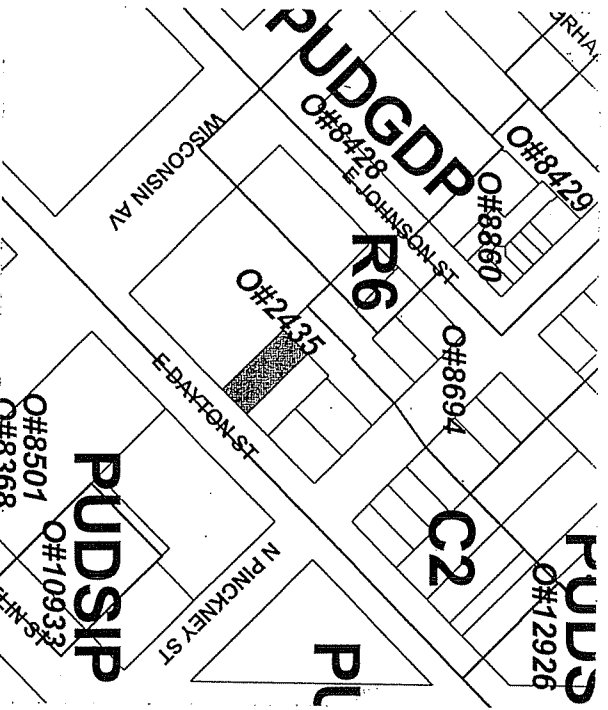 PUDGDP
O#8428
O#8429
O#8860
WISCONSIN AV
E JOHNSON ST
R6
O#2435
O#8694
E DAYTON ST
O#8501
O#8368
PUDSIP
O#10933
C2
PUDS
O#12926
N PINCKNEY ST